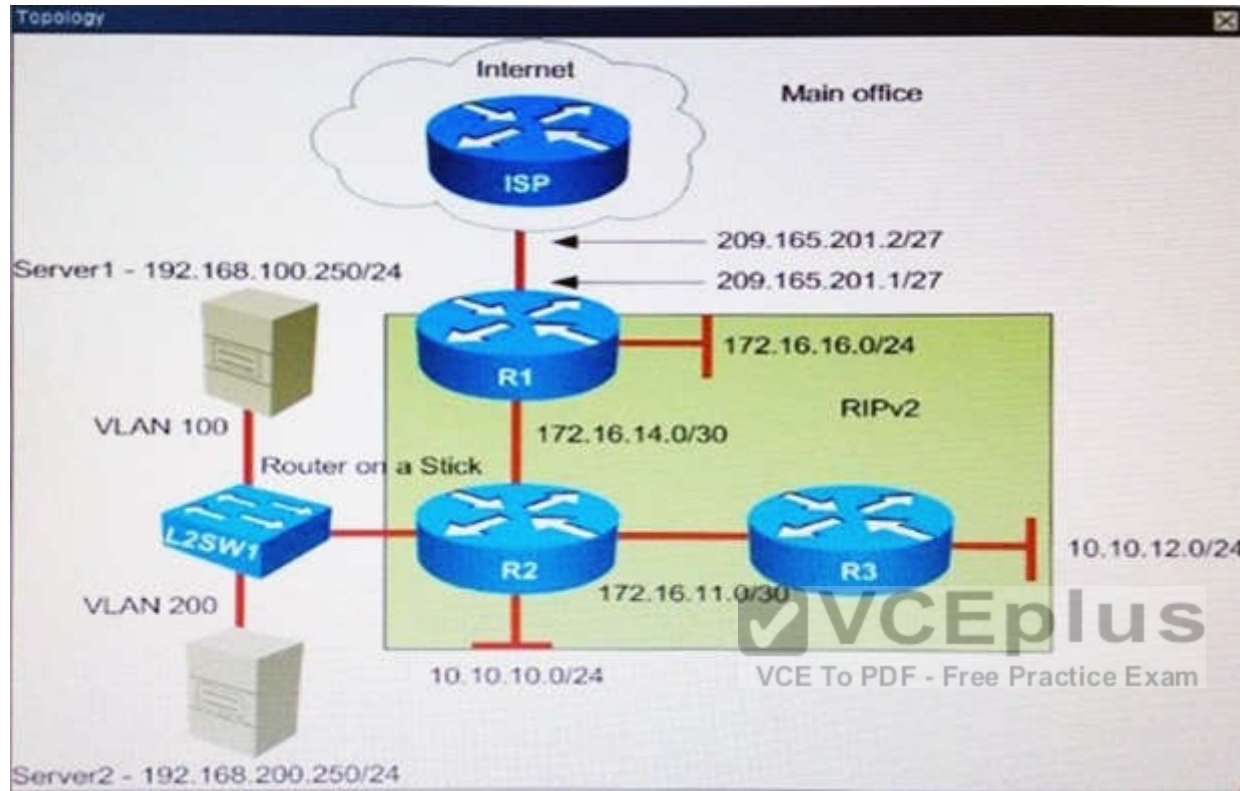 Topology
Internet
Main office
ISP
209.165.201.2/27
Server1 - 192.168.100.250/24
209.165.201.1/27
172.16.16.0/24
R1
RIPv2
VLAN 100
172.16.14.0/30
Router on a Stick
L2SW1
R2
R3
10.10.12.0/24
172.16.11.0/30
VLAN 200
10.10.10.0/24
VCEplus
VCE To PDF - Free Practice Exam
Server2 - 192.168.200.250/24